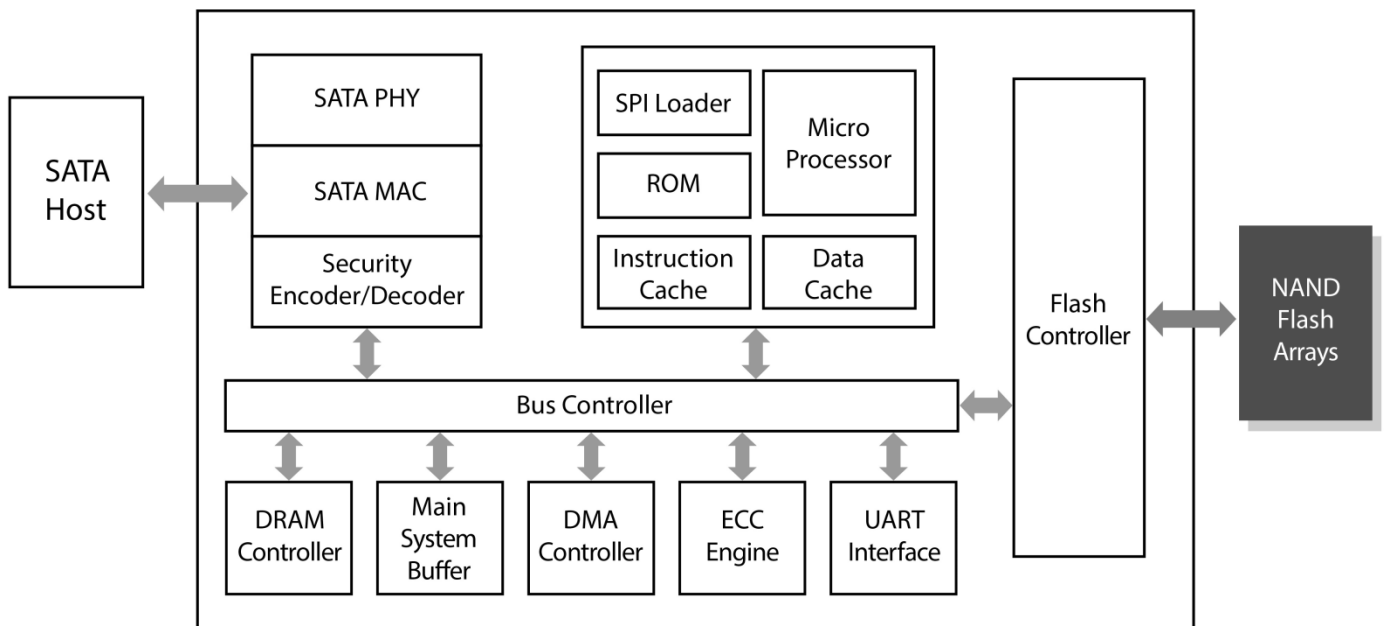 SATA
Host
SATA PHY
SATA MAC
Security
Encoder/Decoder
SPI Loader
ROM
Instruction
Cache
Micro
Processor
Data
Cache
Flash
Controller
NAND
Flash
Arrays
Bus Controller
DRAM
Controller
Main
System
Buffer
DMA
Controller
ECC
Engine
UART
Interface